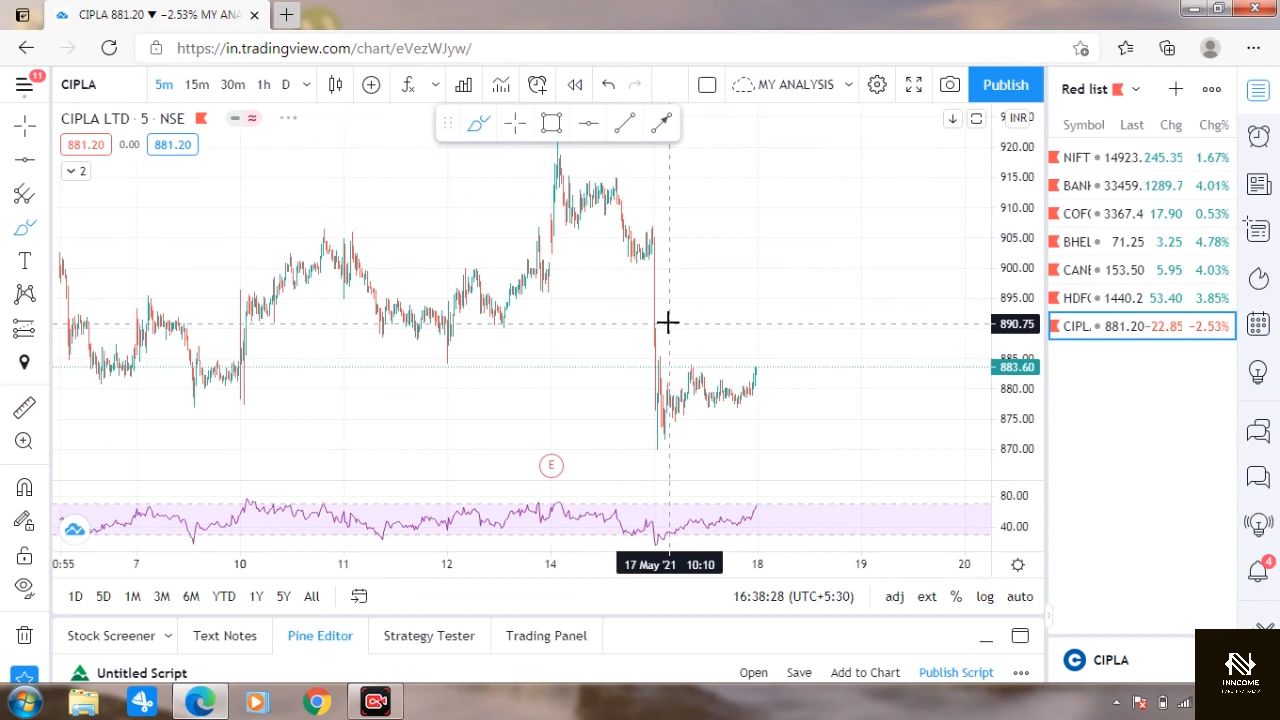 CIPLA 881.20 ▼ −2.53% MY ANA
https://in.tradingview.com/chart/eVezWJyw/
11
CIPLA 5m 15m 30m 1h D MY ANALYSIS Publish
CIPLA LTD · 5 · NSE
881.20 0.00 881.20
2
INR
920.00
915.00
910.00
905.00
900.00
895.00
890.75
885.00
883.60
880.00
875.00
870.00
E
80.00
40.00
0:55 7 10 11 12 14 17 May '21 10:10 18 19 20
1D 5D 1M 3M 6M YTD 1Y 5Y All 16:38:28 (UTC+5:30) adj ext % log auto
Stock Screener Text Notes Pine Editor Strategy Tester Trading Panel
Untitled Script Open Save Add to Chart Publish Script
Red list
Symbol Last Chg Chg%
NIFT 14923. 245.35 1.67%
BANK 33459. 1289.7 4.01%
COFO 3367.4 17.90 0.53%
BHEL 71.25 3.25 4.78%
CANE 153.50 5.95 4.03%
HDFC 1440.2 53.40 3.85%
CIPL 881.20 −22.85 −2.53%
4
CIPLA
INNCOME